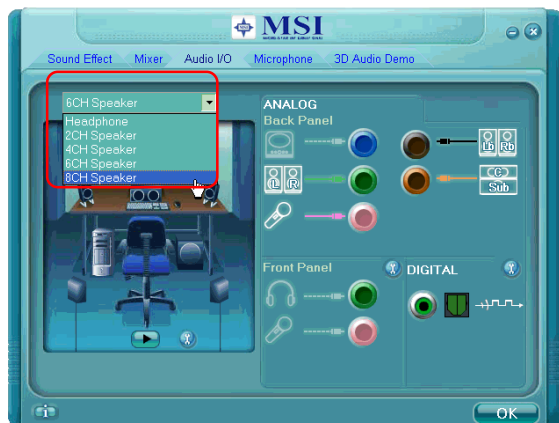 MSI
Sound Effect Mixer Audio I/O Microphone 3D Audio Demo
6CH Speaker
Headphone
2CH Speaker
4CH Speaker
6CH Speaker
8CH Speaker
ANALOG
Back Panel
Lb Rb
L R
C
Sub
Front Panel
DIGITAL
i
OK